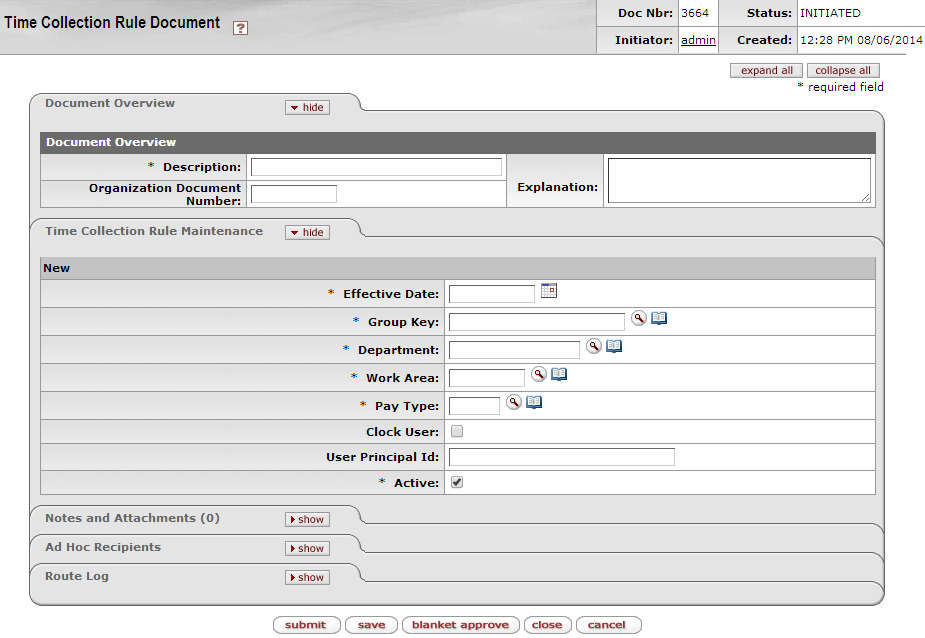 Time Collection Rule Document ?
Doc Nbr: 3664 Status: INITIATED
Initiator: admin Created: 12:28 PM 08/06/2014
expand all collapse all
* required field
Document Overview hide
Document Overview
* Description:
Explanation:
Organization Document
Number:
Time Collection Rule Maintenance hide
New
* Effective Date:
* Group Key:
* Department:
* Work Area:
* Pay Type:
Clock User:
User Principal Id:
* Active:
Notes and Attachments (0) show
Ad Hoc Recipients show
Route Log show
submit save blanket approve close cancel